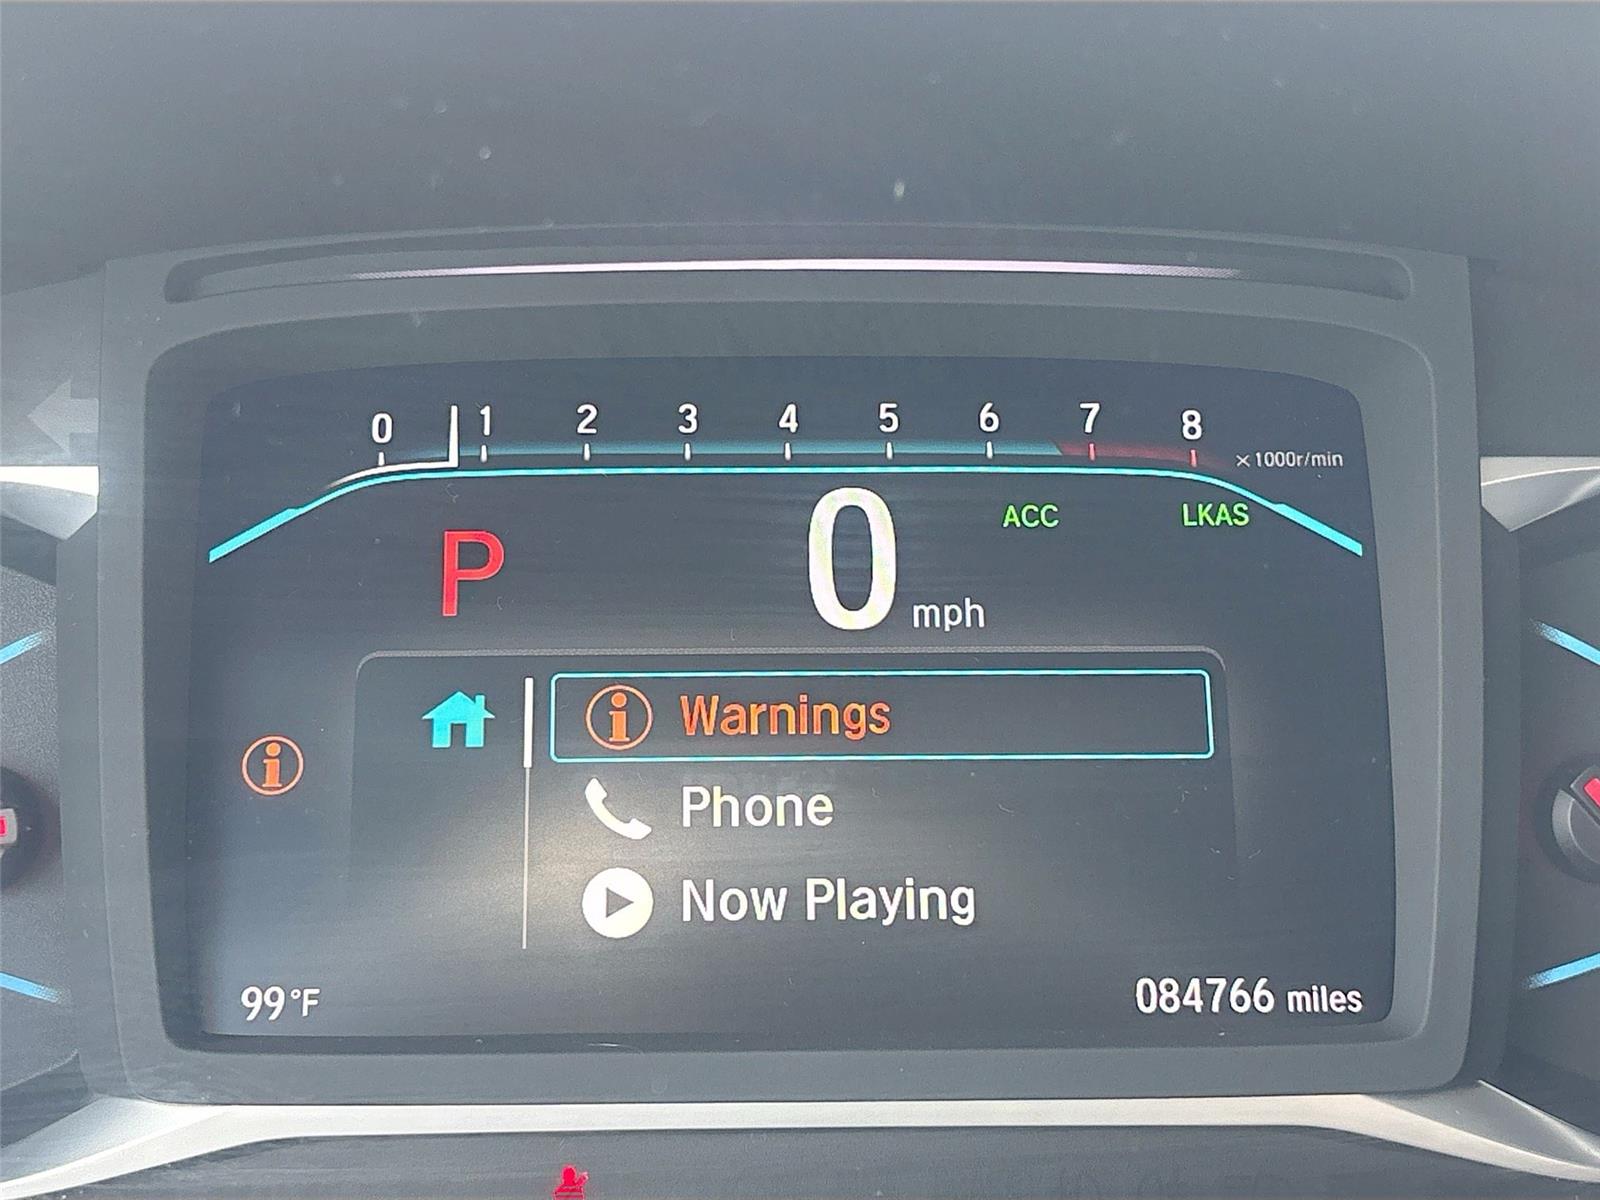 0 1 2 3 4 5 6 7 8
×1000r/min
P 0 mph ACC LKAS
Warnings
Phone
Now Playing
99°F 084766 miles